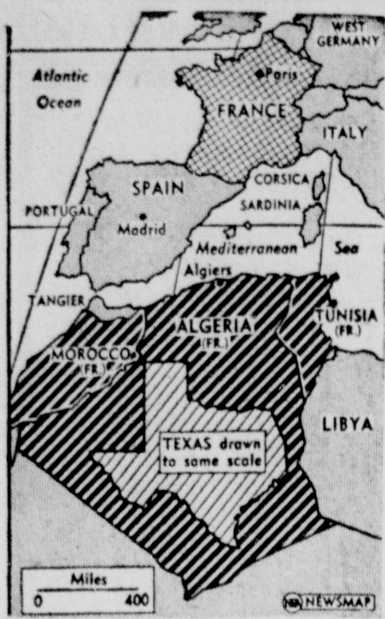 WEST
GERMANY
Atlantic
Ocean
Paris
FRANCE
ITALY
SPAIN
CORSICA
SARDINIA
PORTUGAL
Madrid
Mediterranean
Sea
Algiers
TANGIER
ALGERIA
(FR.)
TUNISIA
(FR.)
MOROCCO
(FR.)
LIBYA
TEXAS drawn
to same scale
Miles
0 400
NEA NEWSMAP